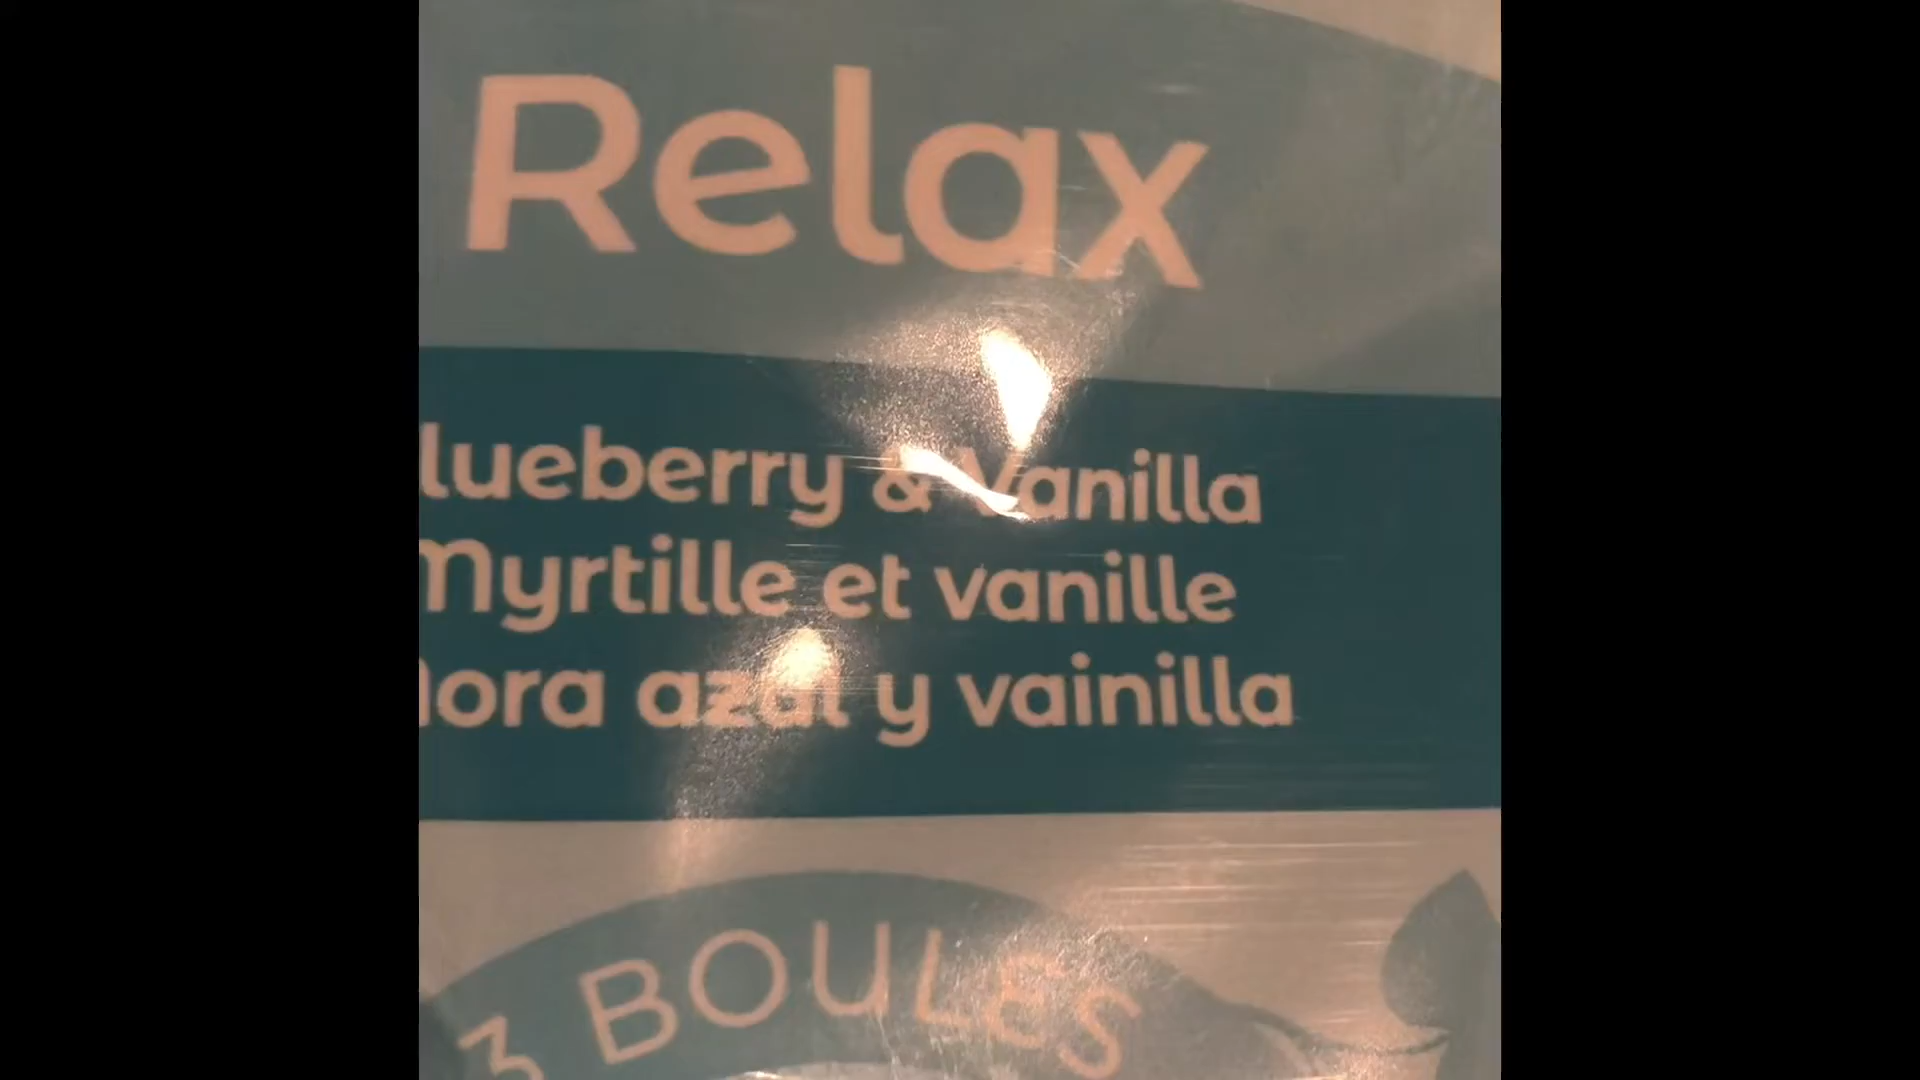 Relax
lueberry & Vanilla
Myrtille et vanille
ora azul y vainilla
3 BOULES